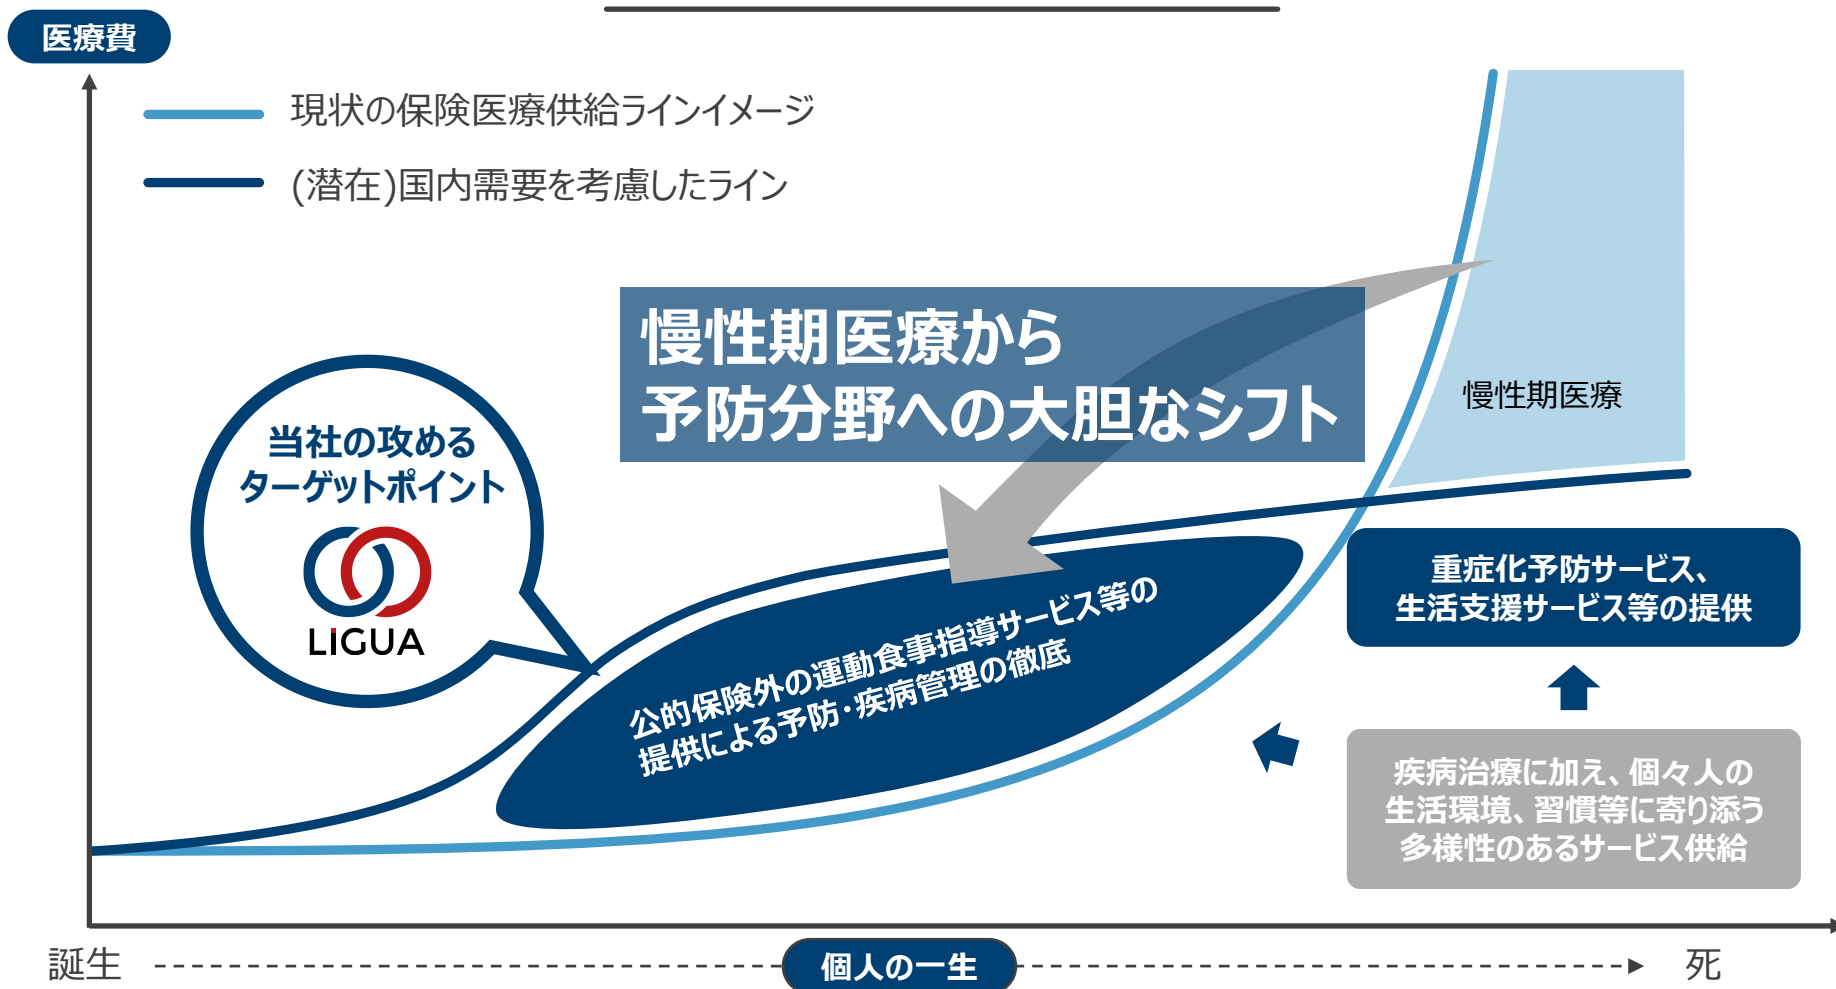 医療費
現状の保険医療供給ラインイメージ
(潜在)国内需要を考慮したライン
慢性期医療から
予防分野への大胆なシフト
慢性期医療
当社の攻める
ターゲットポイント
LIGUA
公的保険外の運動食事指導サービス等の
提供による予防・疾病管理の徹底
重症化予防サービス、
生活支援サービス等の提供
疾病治療に加え、個々人の
生活環境、習慣等に寄り添う
多様性のあるサービス供給
誕生
個人の一生
死